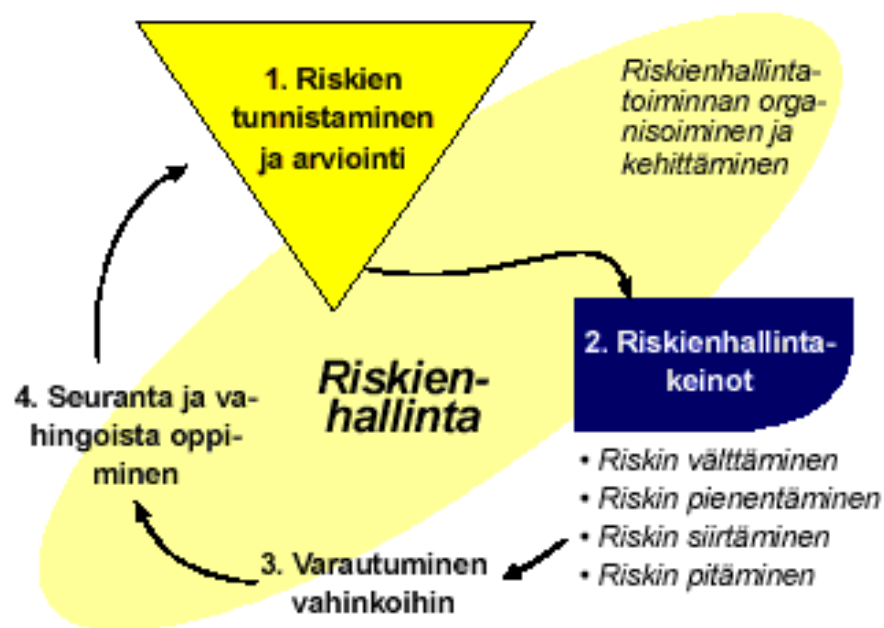 1. Riskien
tunnistaminen
ja arviointi
Riskienhallinta-
toiminnan orga-
nisoiminen ja
kehittäminen
2. Riskienhallinta-
keinot
Riskien-
hallinta
4. Seuranta ja va-
hingoista oppi-
minen
• Riskin välttäminen
• Riskin pienentäminen
• Riskin siirtäminen
• Riskin pitäminen
3. Varautuminen
vahinkoihin